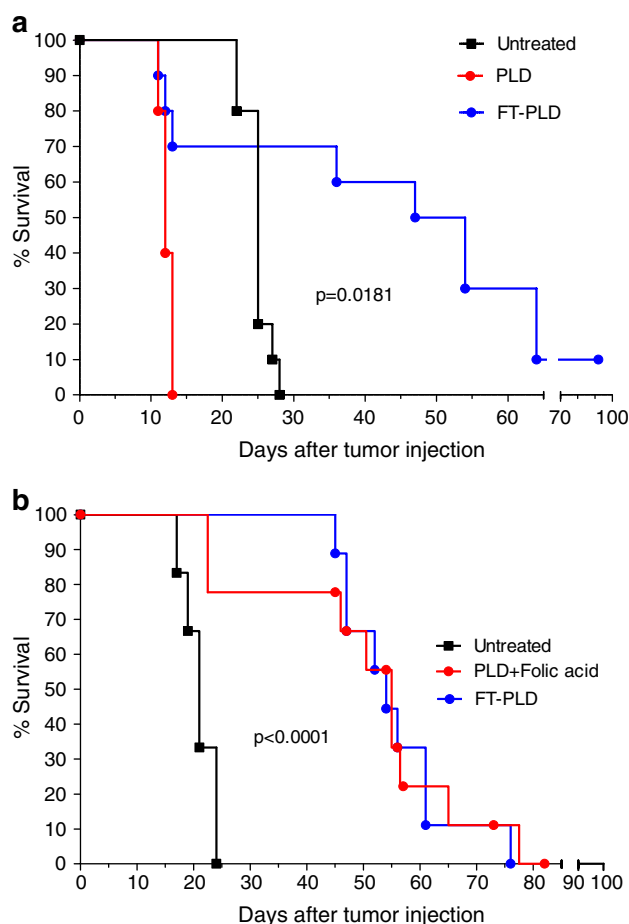 a
100
90
80
70
60
50
40
30
20
10
0
% Survival
Untreated
PLD
FT-PLD
p=0.0181
0 10 20 30 40 50 60 70 100
Days after tumor injection
b
100
90
80
70
60
50
40
30
20
10
0
% Survival
Untreated
PLD+Folic acid
FT-PLD
p<0.0001
0 10 20 30 40 50 60 70 80 90 100
Days after tumor injection